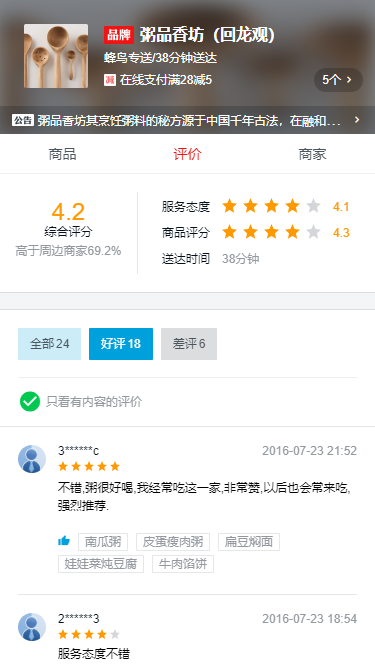 品牌 粥品香坊（回龙观）
蜂鸟专送/38分钟送达
减 在线支付满28减5
5个 >
公告 粥品香坊其烹饪粥料的秘方源于中国千年古法，在融和... >
商品 评价 商家
4.2
综合评分
高于周边商家69.2%
服务态度 4.1
商品评分 4.3
送达时间 38分钟
全部 24 好评 18 差评 6
只看有内容的评价
3******c 2016-07-23 21:52
不错,粥很好喝,我经常吃这一家,非常赞,以后也会常来吃,
强烈推荐.
南瓜粥 皮蛋瘦肉粥 扁豆焖面
娃娃菜炖豆腐 牛肉馅饼
2******3 2016-07-23 18:54
服务态度不错